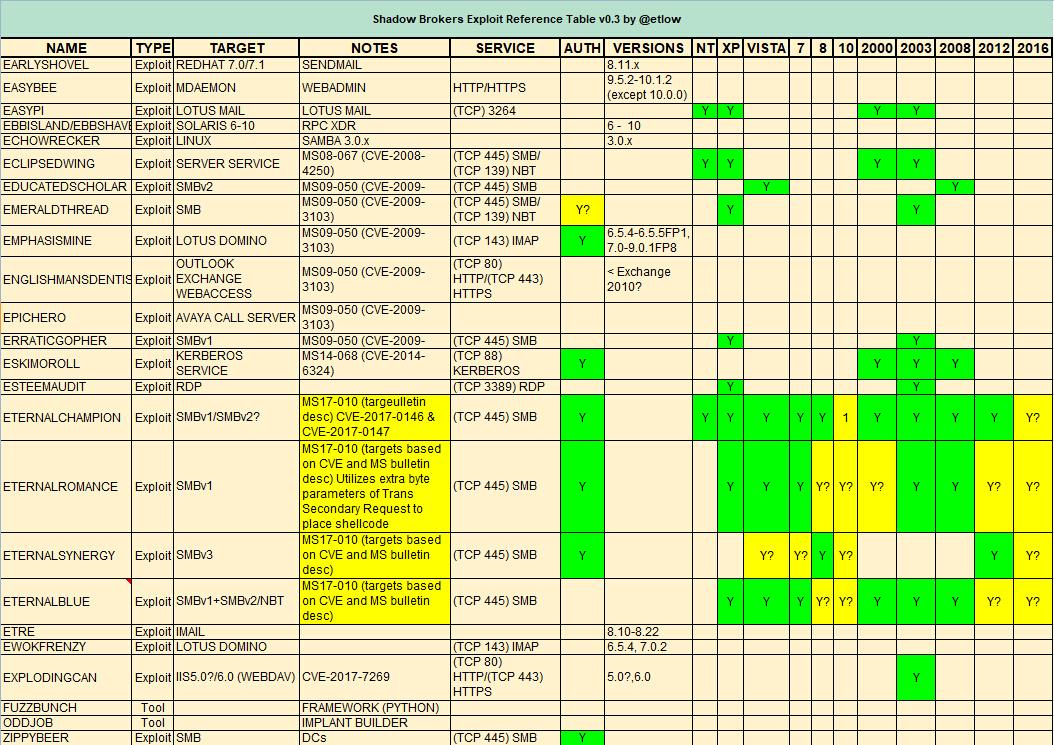 Shadow Brokers Exploit Reference Table v0.3 by @etlow
NAME TYPE TARGET NOTES SERVICE AUTH VERSIONS NT XP VISTA 7 8 10 2000 2003 2008 2012 2016
EARLYSHOVEL Exploit REDHAT 7.0/7.1 SENDMAIL 8.11.x
EASYBEE Exploit MDAEMON WEBADMIN HTTP/HTTPS 9.5.2-10.1.2
(except 10.0.0)
EASYPI Exploit LOTUS MAIL LOTUS MAIL (TCP) 3264 Y Y Y Y
EBBISLAND/EBBSHAVE Exploit SOLARIS 6-10 RPC XDR 6 - 10
ECHOWRECKER Exploit LINUX SAMBA 3.0.x 3.0.x
ECLIPSEDWING Exploit SERVER SERVICE MS08-067 (CVE-2008-
4250) (TCP 445) SMB/
(TCP 139) NBT Y Y Y Y
EDUCATEDSCHOLAR Exploit SMBv2 MS09-050 (CVE-2009- (TCP 445) SMB Y Y
EMERALDTHREAD Exploit SMB MS09-050 (CVE-2009-
3103) (TCP 445) SMB/
(TCP 139) NBT Y? Y Y
EMPHASISMINE Exploit LOTUS DOMINO MS09-050 (CVE-2009-
3103) (TCP 143) IMAP Y 6.5.4-6.5.5FP1,
7.0-9.0.1FP8
ENGLISHMANSDENTIS Exploit OUTLOOK
EXCHANGE
WEBACCESS MS09-050 (CVE-2009-
3103) (TCP 80)
HTTP/(TCP 443)
HTTPS < Exchange
2010?
EPICHERO Exploit AVAYA CALL SERVER MS09-050 (CVE-2009-
3103)
ERRATICGOPHER Exploit SMBv1 MS09-050 (CVE-2009- (TCP 445) SMB Y Y
ESKIMOROLL Exploit KERBEROS
SERVICE MS14-068 (CVE-2014-
6324) (TCP 88)
KERBEROS Y Y Y Y
ESTEEMAUDIT Exploit RDP (TCP 3389) RDP Y Y
ETERNALCHAMPION Exploit SMBv1/SMBv2? MS17-010 (targeulletin
desc) CVE-2017-0146 &
CVE-2017-0147 (TCP 445) SMB Y Y Y Y Y Y 1 Y Y Y Y Y?
ETERNALROMANCE Exploit SMBv1 MS17-010 (targets based
on CVE and MS bulletin
desc) Utilizes extra byte
parameters of Trans
Secondary Request to
place shellcode (TCP 445) SMB Y Y Y Y Y? Y? Y? Y Y Y? Y?
ETERNALSYNERGY Exploit SMBv3 MS17-010 (targets based
on CVE and MS bulletin
desc) (TCP 445) SMB Y Y? Y? Y Y? Y Y?
ETERNALBLUE Exploit SMBv1+SMBv2/NBT MS17-010 (targets based
on CVE and MS bulletin
desc) (TCP 445) SMB Y Y Y Y? Y? Y Y Y Y? Y?
ETRE Exploit IMAIL 8.10-8.22
EWOKFRENZY Exploit LOTUS DOMINO (TCP 143) IMAP 6.5.4, 7.0.2
EXPLODINGCAN Exploit IIS5.0?/6.0 (WEBDAV) CVE-2017-7269 (TCP 80)
HTTP/(TCP 443)
HTTPS 5.0?,6.0 Y
FUZZBUNCH Tool FRAMEWORK (PYTHON)
ODDJOB Tool IMPLANT BUILDER
ZIPPYBEER Exploit SMB DCs (TCP 445) SMB Y